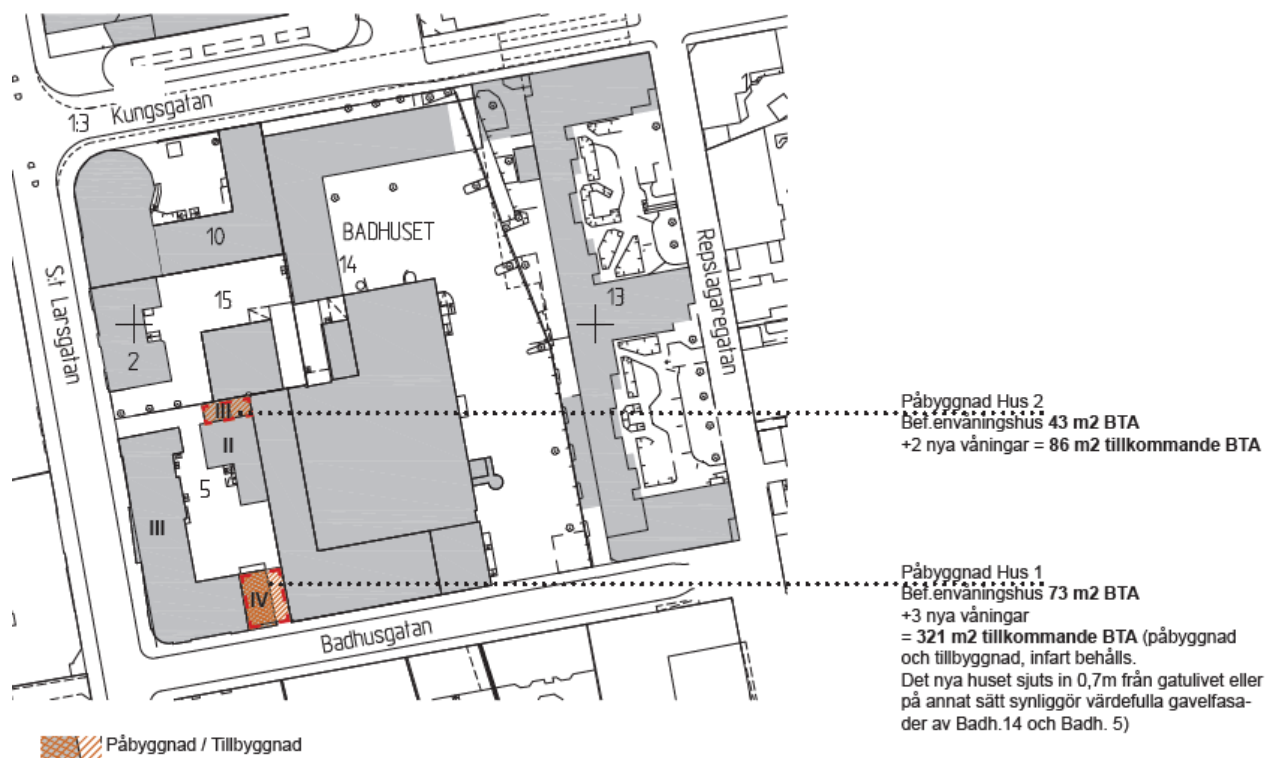 Kungsgatan
1:3
10
BADHUSET
14
15
S:t Larsgatan
2
13
Repslagaregatan
III
II
5
III
IV
Badhusgatan
Påbyggnad Hus 2
Bef.envåningshus 43 m2 BTA
+2 nya våningar = 86 m2 tillkommande BTA
Påbyggnad Hus 1
Bef.envåningshus 73 m2 BTA
+3 nya våningar
= 321 m2 tillkommande BTA (påbyggnad
och tillbyggnad, infart behålls.
Det nya huset sjuts in 0,7m från gatulivet eller
på annat sätt synliggör värdefulla gavelfasa-
der av Badh.14 och Badh. 5)
Påbyggnad / Tillbyggnad